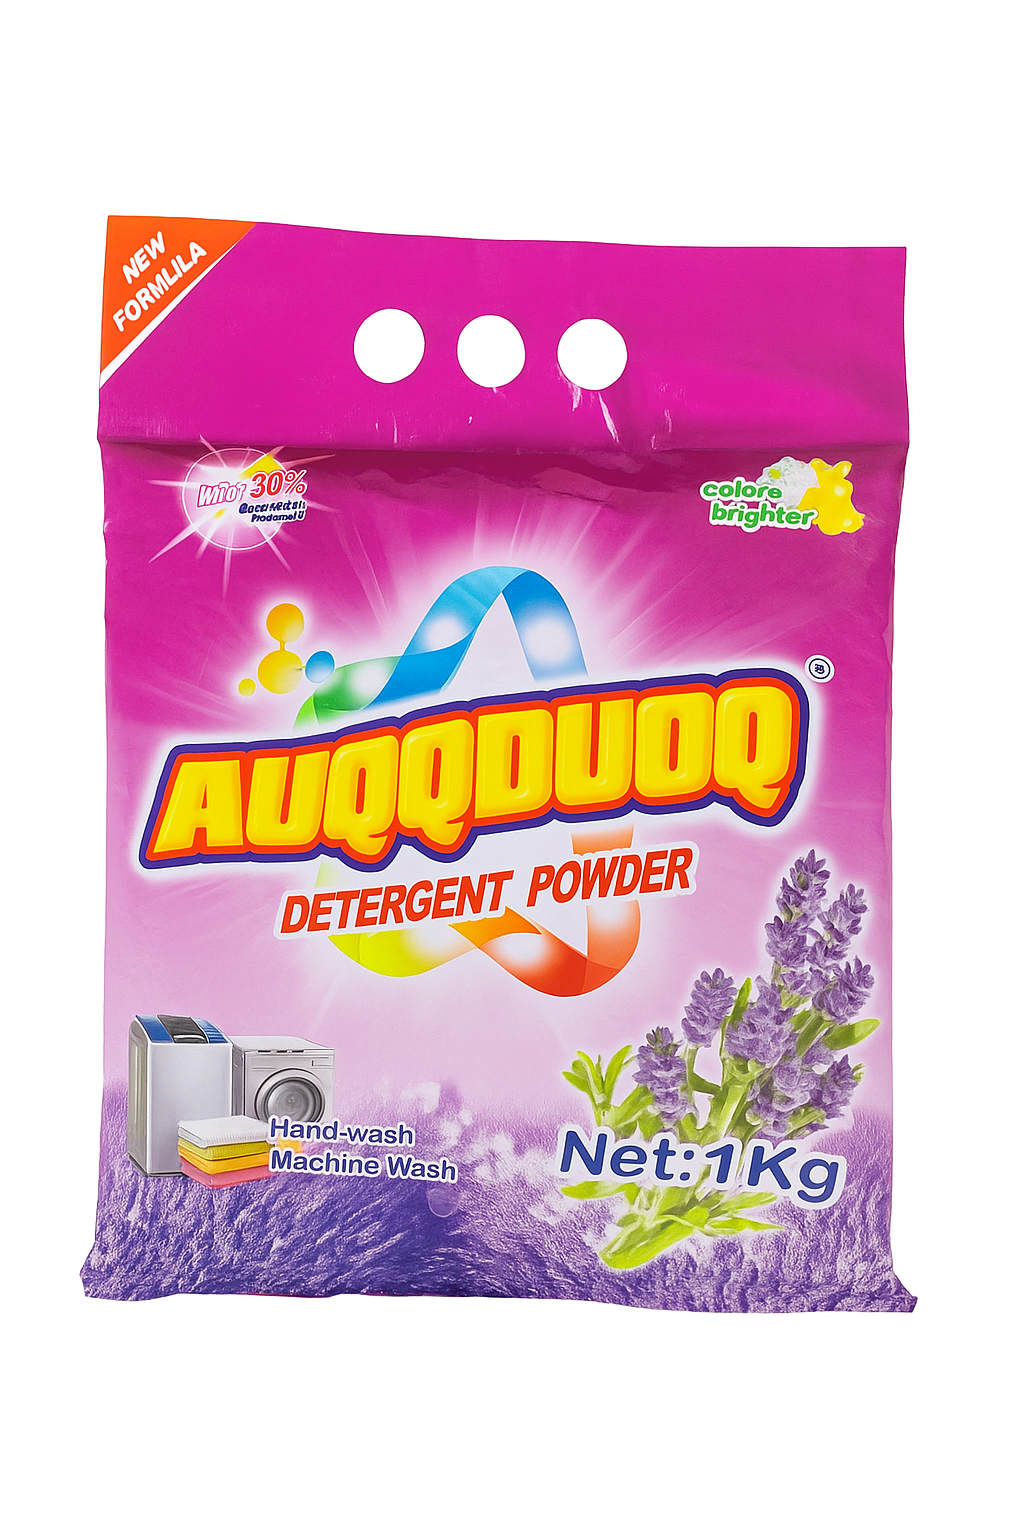 NEW
FORMLILA
30%
colore
brighter
AUQQDUOQ
DETERGENT POWDER
Hand-wash
Machine Wash
Net:1Kg